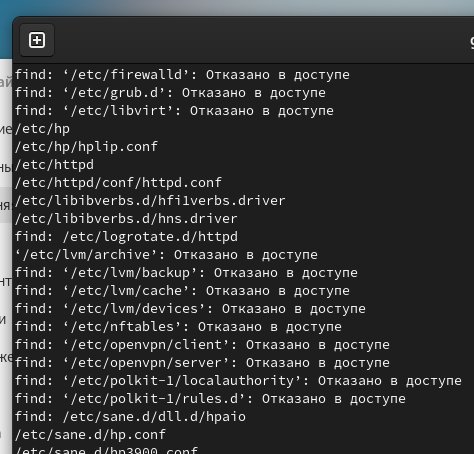 find: ‘/etc/firewalld’: Отказано в доступе
find: ‘/etc/grub.d’: Отказано в доступе
find: ‘/etc/libvirt’: Отказано в доступе
/etc/hp
/etc/hp/hplip.conf
/etc/httpd
/etc/httpd/conf/httpd.conf
/etc/libibverbs.d/hfi1verbs.driver
/etc/libibverbs.d/hns.driver
find: /etc/logrotate.d/httpd
‘/etc/lvm/archive’: Отказано в доступе
find: ‘/etc/lvm/backup’: Отказано в доступе
find: ‘/etc/lvm/cache’: Отказано в доступе
find: ‘/etc/lvm/devices’: Отказано в доступе
find: ‘/etc/nftables’: Отказано в доступе
find: ‘/etc/openvpn/client’: Отказано в доступе
find: ‘/etc/openvpn/server’: Отказано в доступе
find: ‘/etc/polkit-1/localauthority’: Отказано в доступе
find: ‘/etc/polkit-1/rules.d’: Отказано в доступе
find: /etc/sane.d/dll.d/hpaio
/etc/sane.d/hp.conf
/etc/sane.d/hp3900.conf